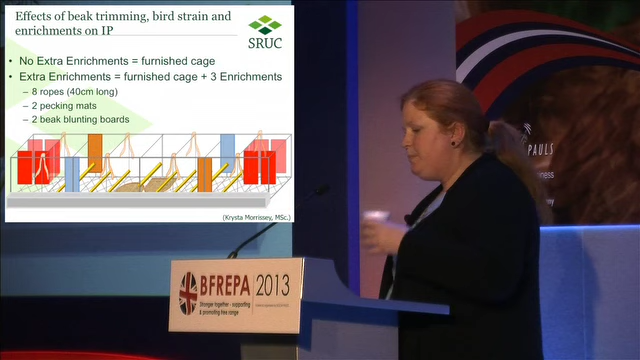 Effects of beak trimming, bird strain and
enrichments on IP
SRUC
• No Extra Enrichments = furnished cage
• Extra Enrichments = furnished cage + 3 Enrichments
– 8 ropes (40cm long)
– 2 pecking mats
– 2 beak blunting boards
(Krysta Morrissey, MSc.)
PAULS
BFREPA 2013
Stronger together - supporting
& promoting free range